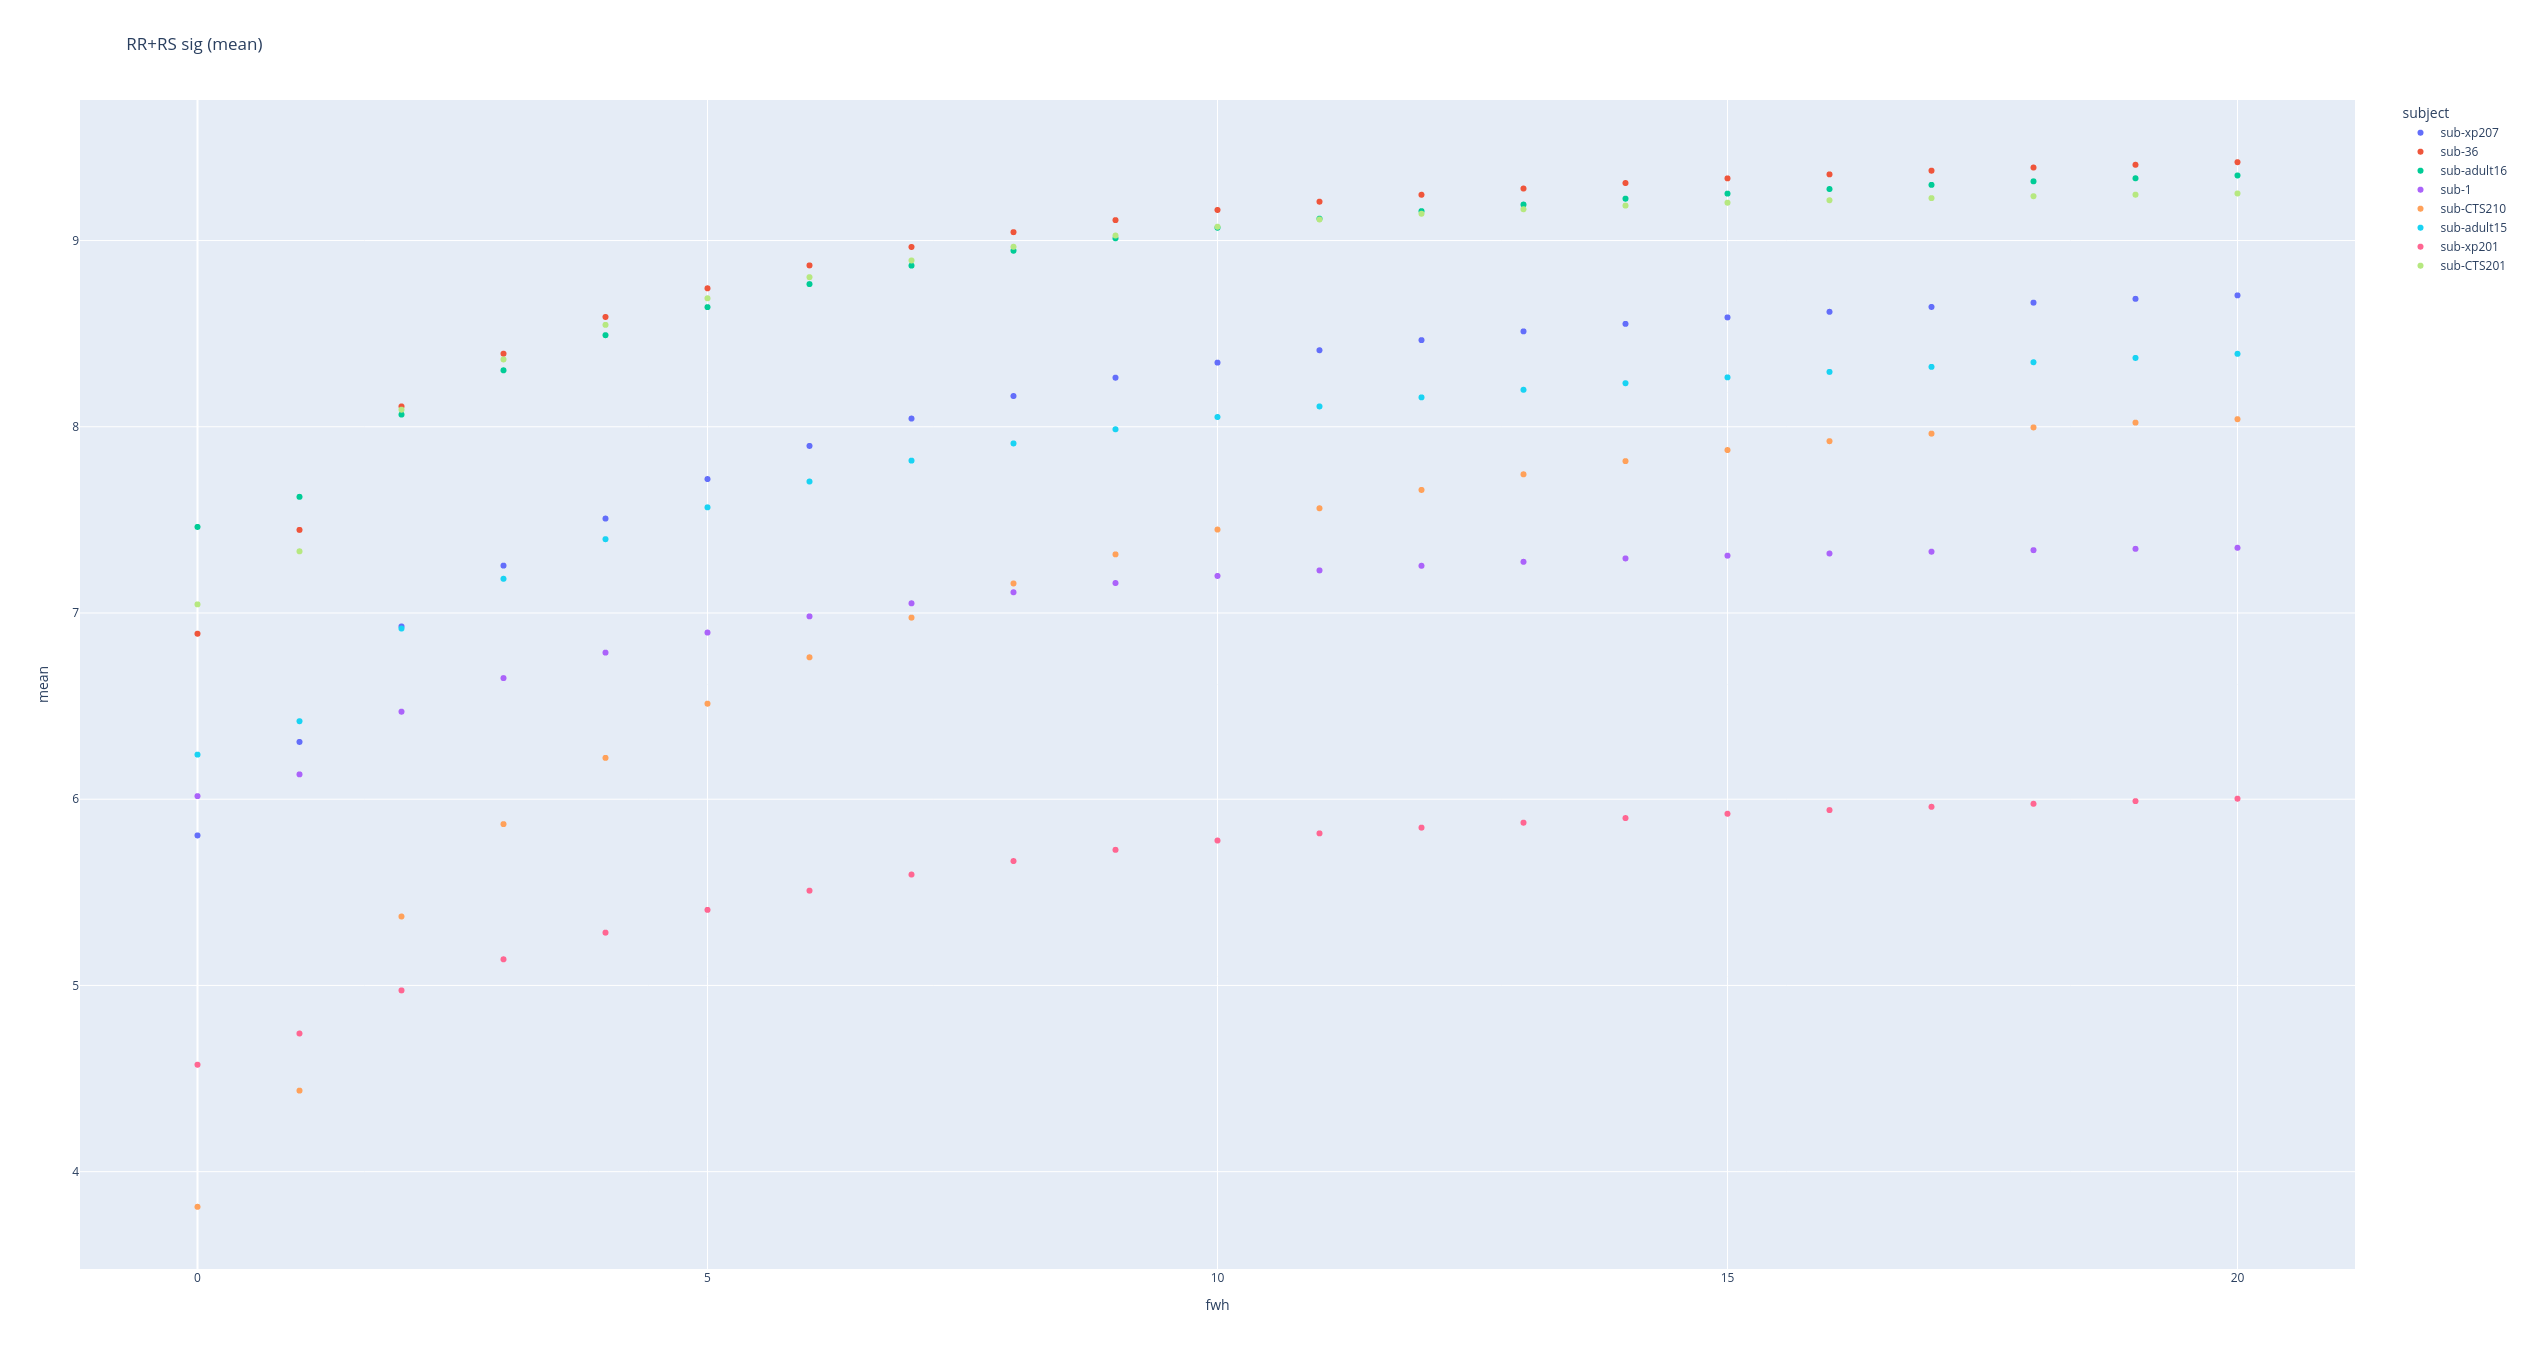 RR+RS sig (mean)
subject
sub-xp207
sub-36
sub-adult16
sub-1
sub-CTS210
sub-adult15
sub-xp201
sub-CTS201
9
8
7
6
5
4
mean
0
5
10
15
20
fwh